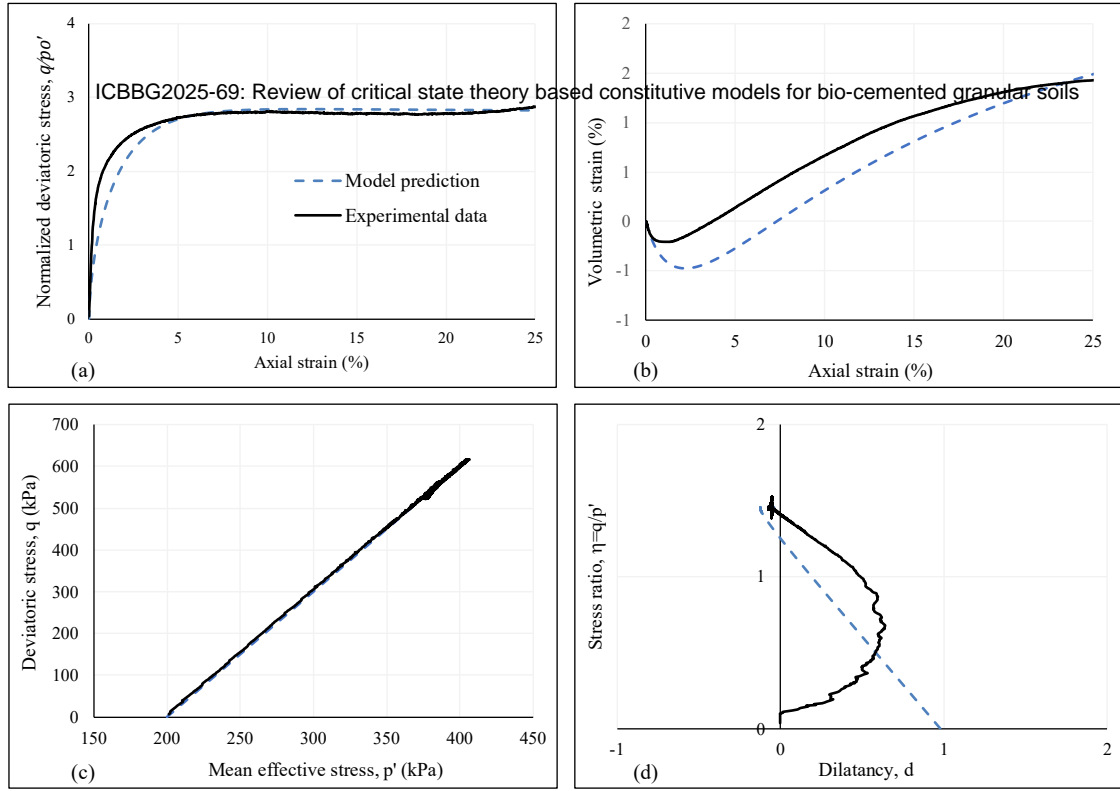 ICBBG2025-69: Review of critical state theory based constitutive models for bio-cemented granular soils
4
3
2
1
0
Normalized deviatoric stress, q/po'
Model prediction
Experimental data
0 5 10 15 20 25
Axial strain (%)
(a)
2
2
1
1
0
-1
-1
Volumetric strain (%)
0 5 10 15 20 25
Axial strain (%)
(b)
700
600
500
400
300
200
100
0
Deviatoric stress, q (kPa)
150 200 250 300 350 400 450
Mean effective stress, p' (kPa)
(c)
2
1
0
Stress ratio, η=q/p'
-1 0 1 2
Dilatancy, d
(d)